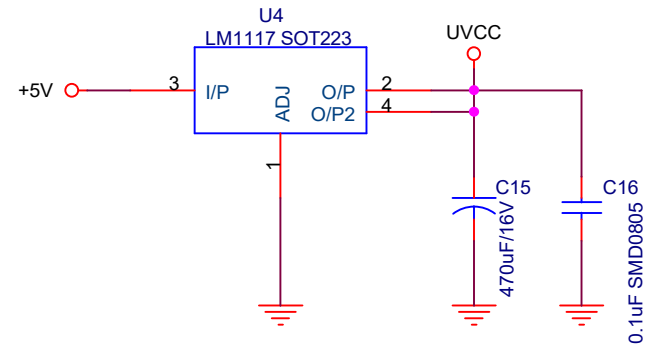 U4
LM1117 SOT223
UVCC
+5V
3
I/P
ADJ
O/P
2
O/P2
4
1
C15
470uF/16V
C16
0.1uF SMD0805